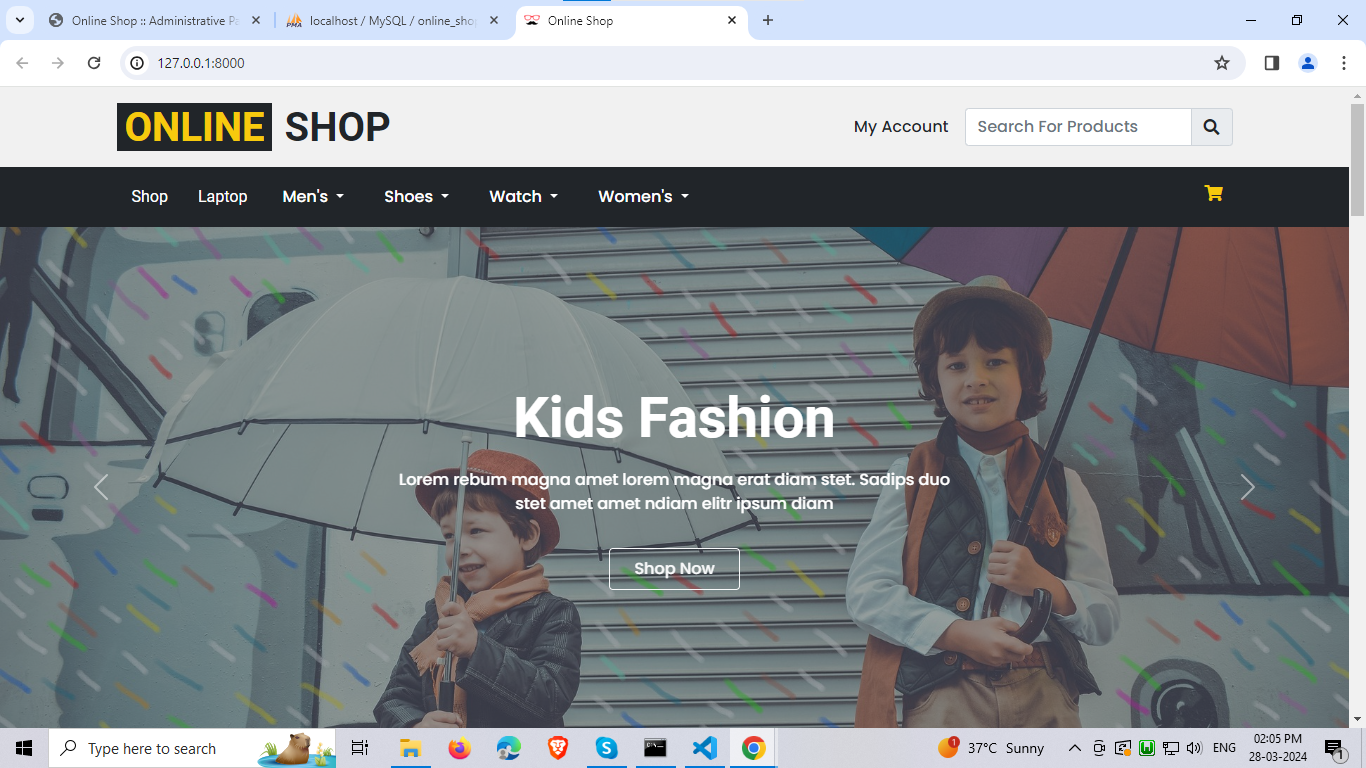 Online Shop :: Administrative Pa
localhost / MySQL / online_shop
Online Shop
127.0.0.1:8000
ONLINE SHOP
My Account
Search For Products
Shop
Laptop
Men's
Shoes
Watch
Women's
Kids Fashion
Lorem rebum magna amet lorem magna erat diam stet. Sadips duo
stet amet amet ndiam elitr ipsum diam
Shop Now
Type here to search
1
37°C Sunny
ENG
02:05 PM
28-03-2024
1